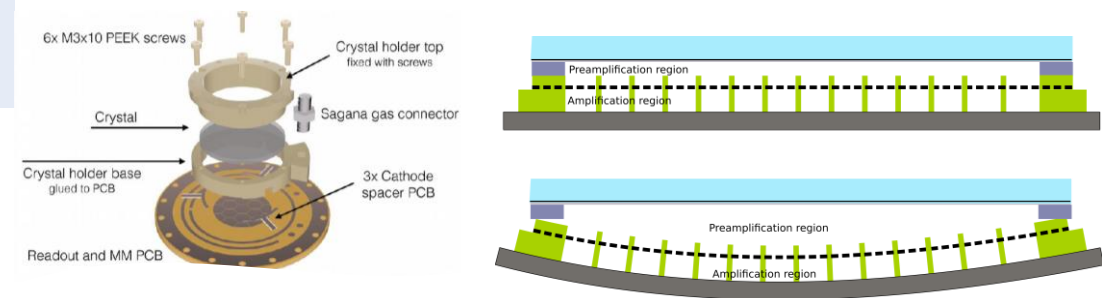 6x M3x10 PEEK screws
Crystal holder top
fixed with screws
Sagana gas connector
Crystal
Crystal holder base
glued to PCB
3x Cathode
spacer PCB
Readout and MM PCB
Preamplification region
Amplification region
Preamplification region
Amplification region